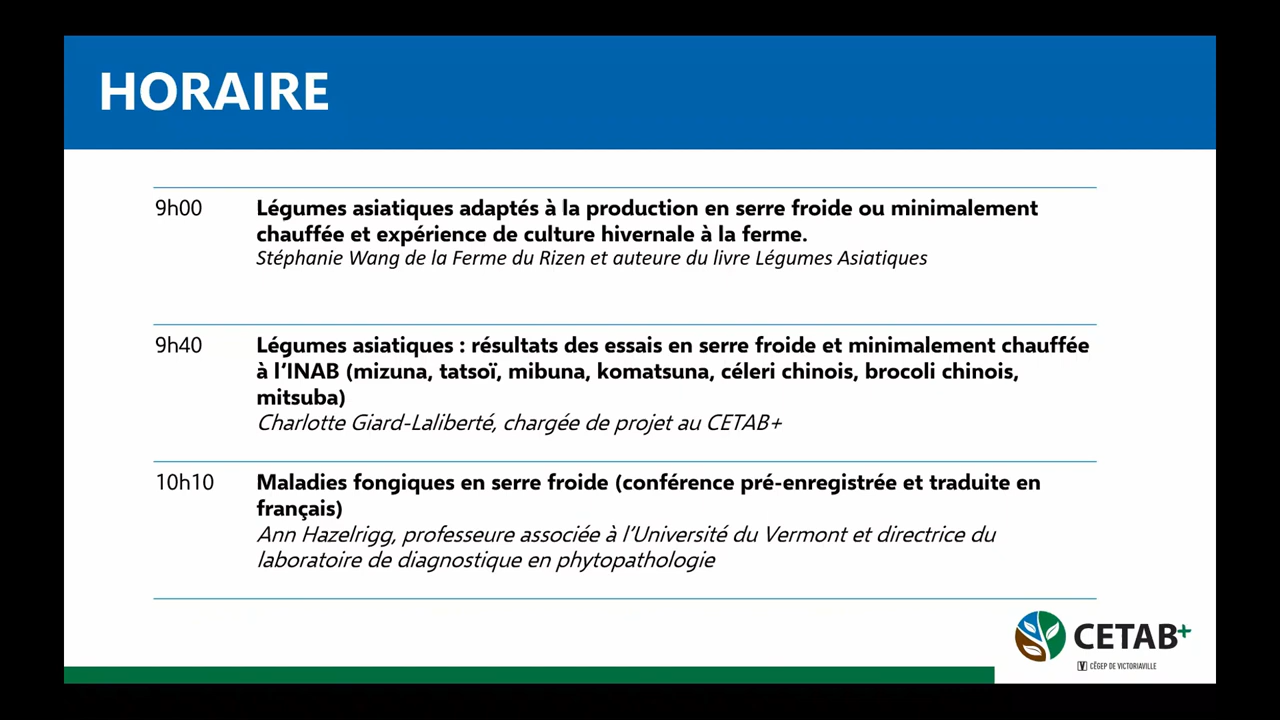 HORAIRE
9h00
Légumes asiatiques adaptés à la production en serre froide ou minimalement
chauffée et expérience de culture hivernale à la ferme.
Stéphanie Wang de la Ferme du Rizen et auteure du livre Légumes Asiatiques
9h40
Légumes asiatiques : résultats des essais en serre froide et minimalement chauffée
à l’INAB (mizuna, tatsoï, mibuna, komatsuna, céleri chinois, brocoli chinois,
mitsuba)
Charlotte Giard-Laliberté, chargée de projet au CETAB+
10h10
Maladies fongiques en serre froide (conférence pré-enregistrée et traduite en
français)
Ann Hazelrigg, professeure associée à l’Université du Vermont et directrice du
laboratoire de diagnostique en phytopathologie
CETAB+
CÉGEP DE VICTORIAVILLE